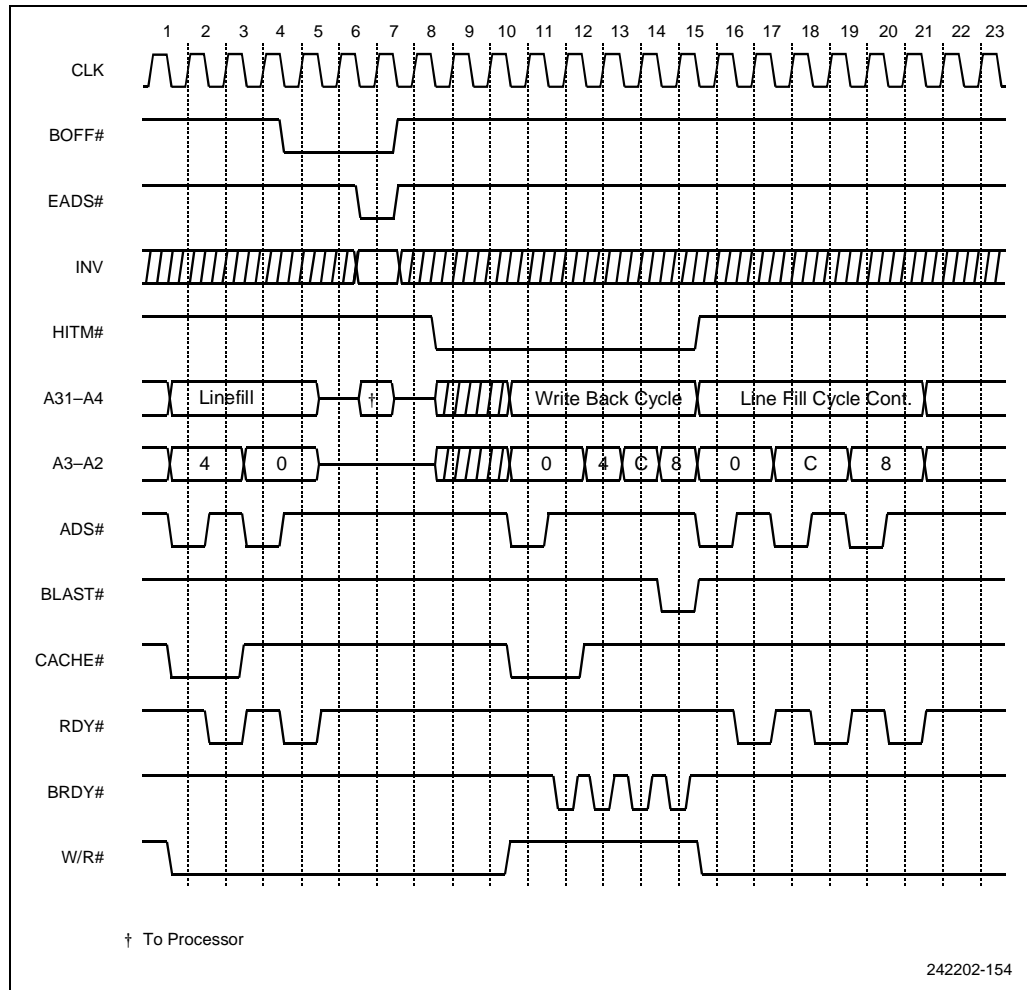 1 2 3 4 5 6 7 8 9 10 11 12 13 14 15 16 17 18 19 20 21 22 23
CLK
BOFF#
EADS#
INV
HITM#
A31–A4 Linefill † Write Back Cycle Line Fill Cycle Cont.
A3–A2 4 0 0 4 C 8 0 C 8
ADS#
BLAST#
CACHE#
RDY#
BRDY#
W/R#
† To Processor
242202-154